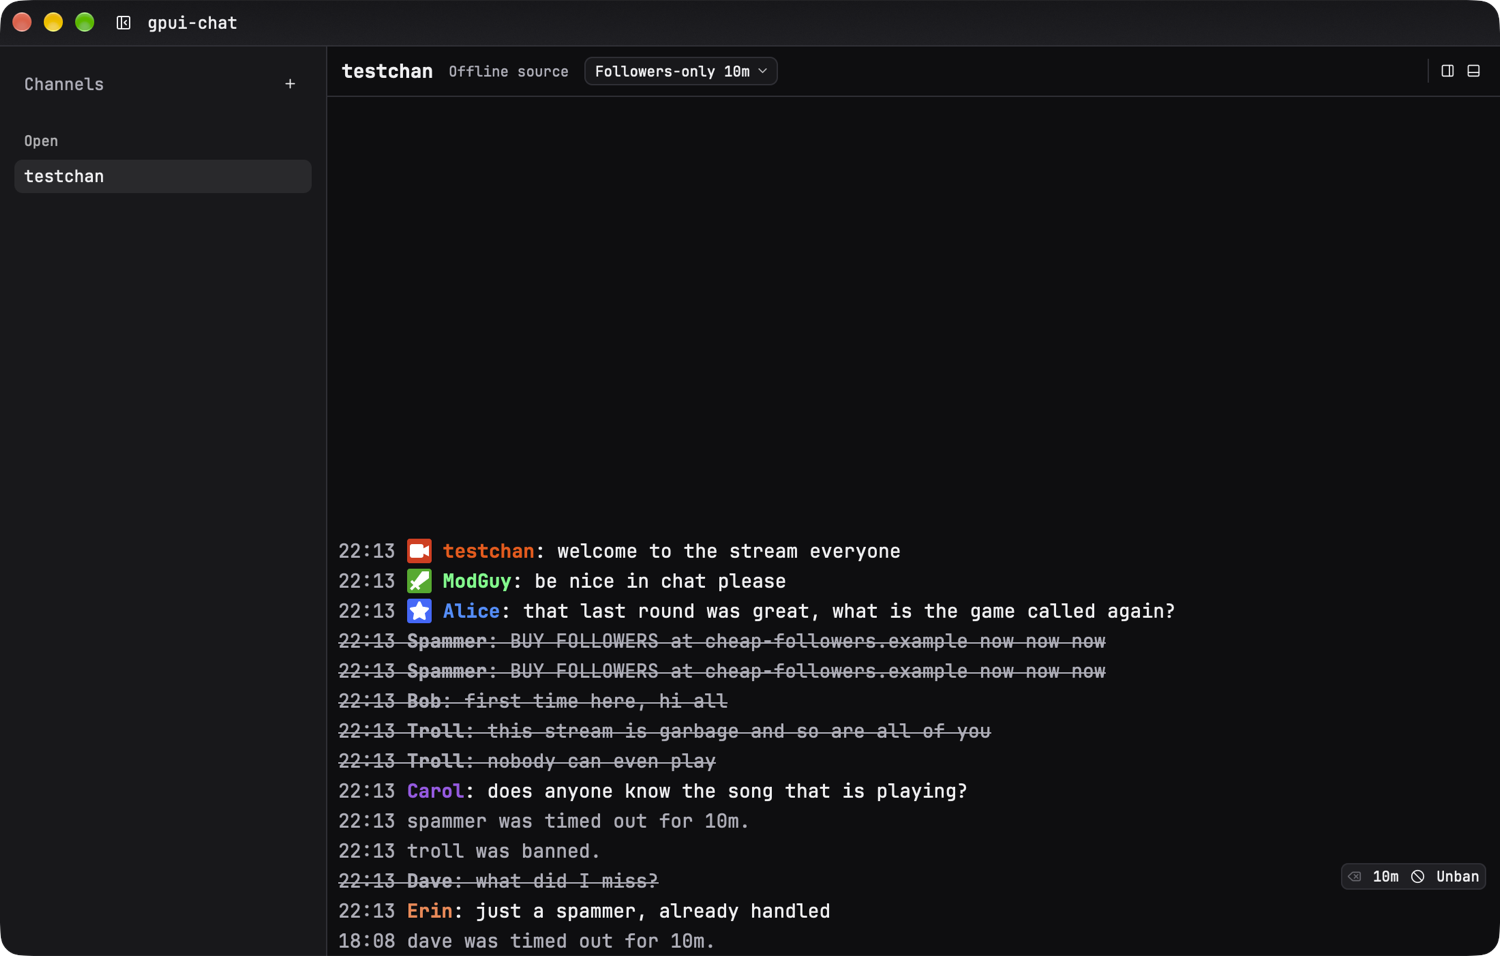 gpui-chat
Channels +
Open
testchan
testchan Offline source Followers-only 10m
22:13 testchan: welcome to the stream everyone
22:13 ModGuy: be nice in chat please
22:13 Alice: that last round was great, what is the game called again?
22:13 Spammer: BUY FOLLOWERS at cheap-followers.example now now now
22:13 Spammer: BUY FOLLOWERS at cheap-followers.example now now now
22:13 Bob: first time here, hi all
22:13 Troll: this stream is garbage and so are all of you
22:13 Troll: nobody can even play
22:13 Carol: does anyone know the song that is playing?
22:13 spammer was timed out for 10m.
22:13 troll was banned.
22:13 Dave: what did I miss?
10m Unban
22:13 Erin: just a spammer, already handled
18:08 dave was timed out for 10m.